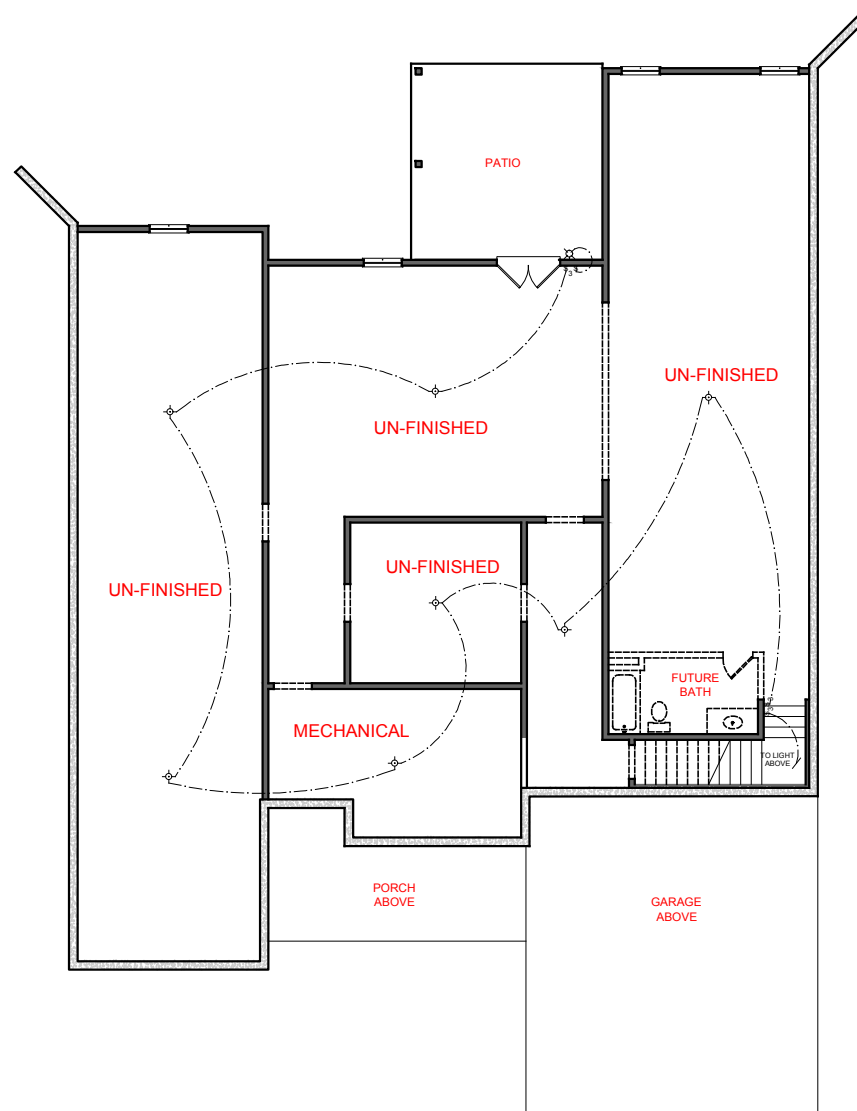 PATIO
UN-FINISHED
UN-FINISHED
UN-FINISHED
UN-FINISHED
FUTURE
BATH
MECHANICAL
TO LIGHT
ABOVE
PORCH
ABOVE
GARAGE
ABOVE